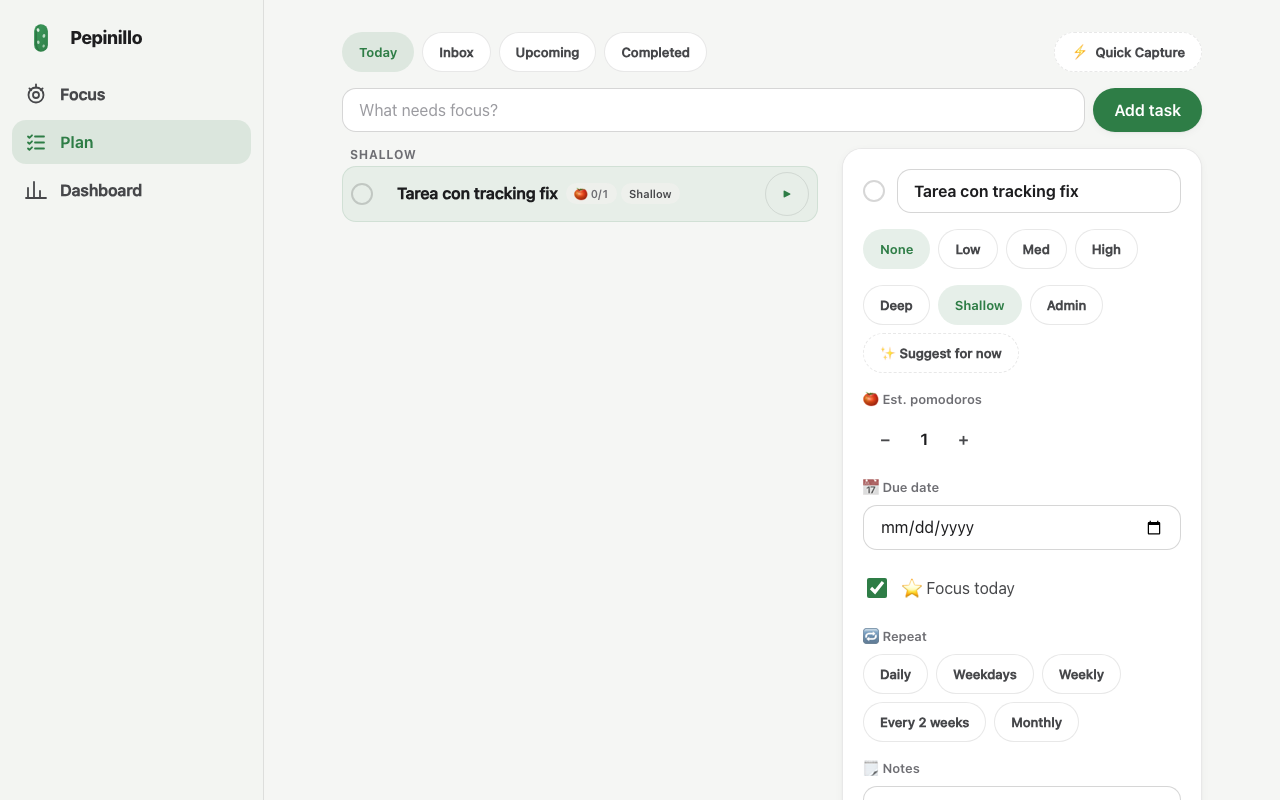 Pepinillo
Focus
Plan
Dashboard
Today Inbox Upcoming Completed ⚡ Quick Capture
What needs focus? Add task
SHALLOW
Tarea con tracking fix 🍅 0/1 Shallow ▶
Tarea con tracking fix
None Low Med High
Deep Shallow Admin
✨ Suggest for now
🍅 Est. pomodoros
− 1 +
📅 Due date
mm/dd/yyyy
⭐ Focus today
🔁 Repeat
Daily Weekdays Weekly
Every 2 weeks Monthly
🗒️ Notes